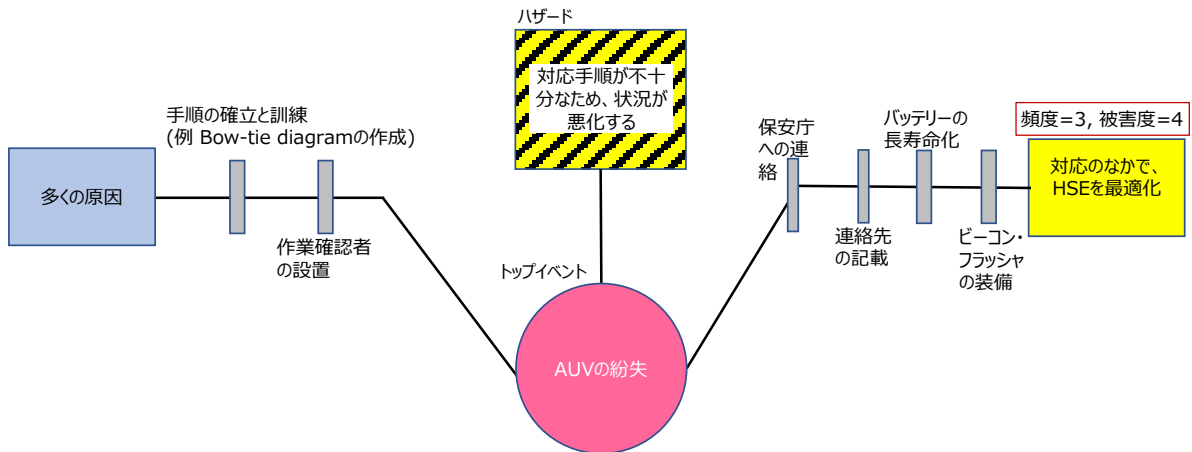 ハザード
対応手順が不十
分なため、状況が
悪化する
手順の確立と訓練
(例 Bow-tie diagramの作成)
多くの原因
作業確認者
の設置
トップイベント
AUVの紛失
保安庁
への連
絡
連絡先
の記載
バッテリーの
長寿命化
ビーコン・
フラッシャ
の装備
頻度=3, 被害度=4
対応のなかで、
HSEを最適化